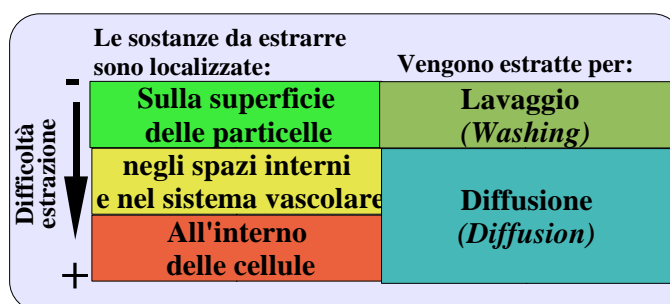 Le sostanze da estrarre
sono localizzate:
Vengono estratte per:
-
Difficoltà
estrazione
+
Sulla superficie
delle particelle
Lavaggio
(Washing)
negli spazi interni
e nel sistema vascolare
All'interno
delle cellule
Diffusione
(Diffusion)